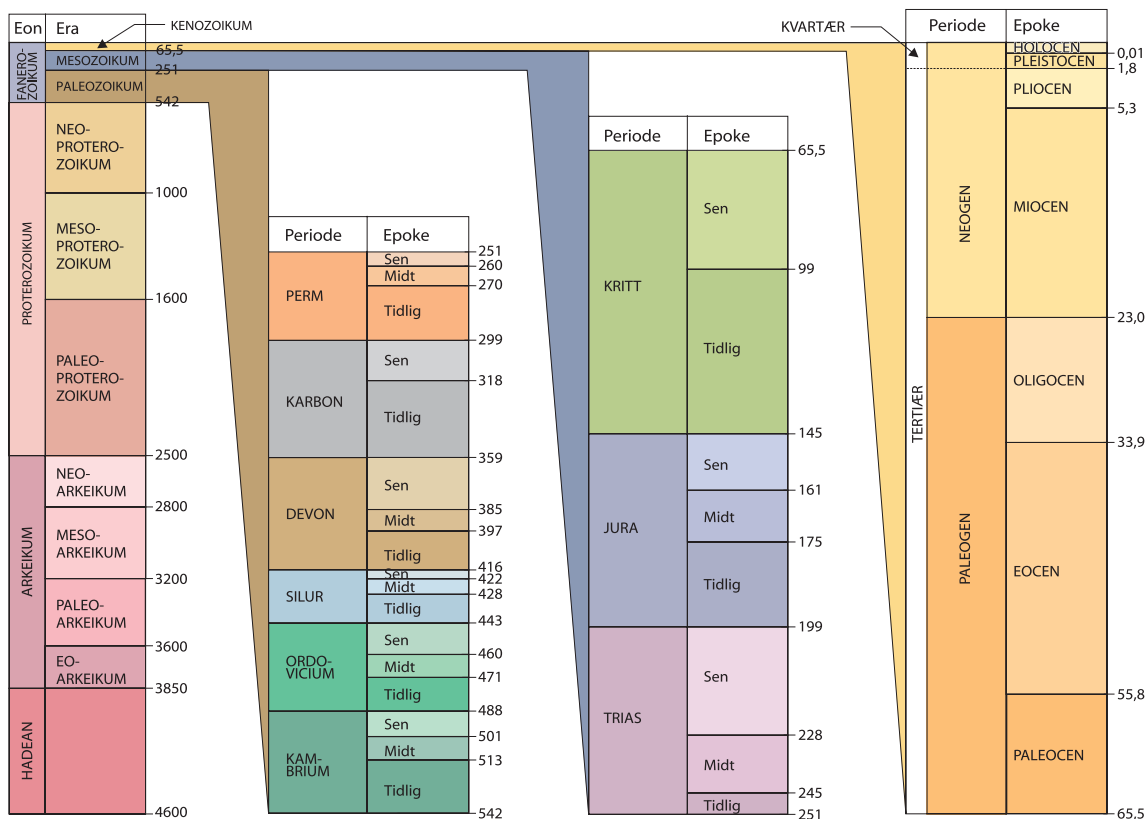 Eon Era
KENOZOIKUM
FANERO-
ZOIKUM
65,5
MESOZOIKUM
251
PALEOZOIKUM
542
PROTEROZOIKUM
NEO-
PROTERO-
ZOIKUM
1000
MESO-
PROTERO-
ZOIKUM
1600
PALEO-
PROTERO-
ZOIKUM
2500
ARKEIKUM
NEO-
ARKEIKUM
2800
MESO-
ARKEIKUM
3200
PALEO-
ARKEIKUM
3600
EO-
ARKEIKUM
3850
HADEAN
4600
Periode Epoke
251
PERM
Sen
260
Midt
270
Tidlig
299
KARBON
Sen
318
Tidlig
359
DEVON
Sen
385
Midt
397
Tidlig
416
SILUR
Sen
422
Midt
428
Tidlig
443
ORDO-
VICIUM
Sen
460
Midt
471
Tidlig
488
KAM-
BRIUM
Sen
501
Midt
513
Tidlig
542
Periode Epoke
65,5
KRITT
Sen
99
Tidlig
145
JURA
Sen
161
Midt
175
Tidlig
199
TRIAS
Sen
228
Midt
245
Tidlig
251
KVARTÆR
TERTIÆR
Periode Epoke
NEOGEN
HOLOCEN
0,01
PLEISTOCEN
1,8
PLIOCEN
5,3
MIOCEN
23,0
PALEOGEN
OLIGOCEN
33,9
EOCEN
55,8
PALEOCEN
65,5